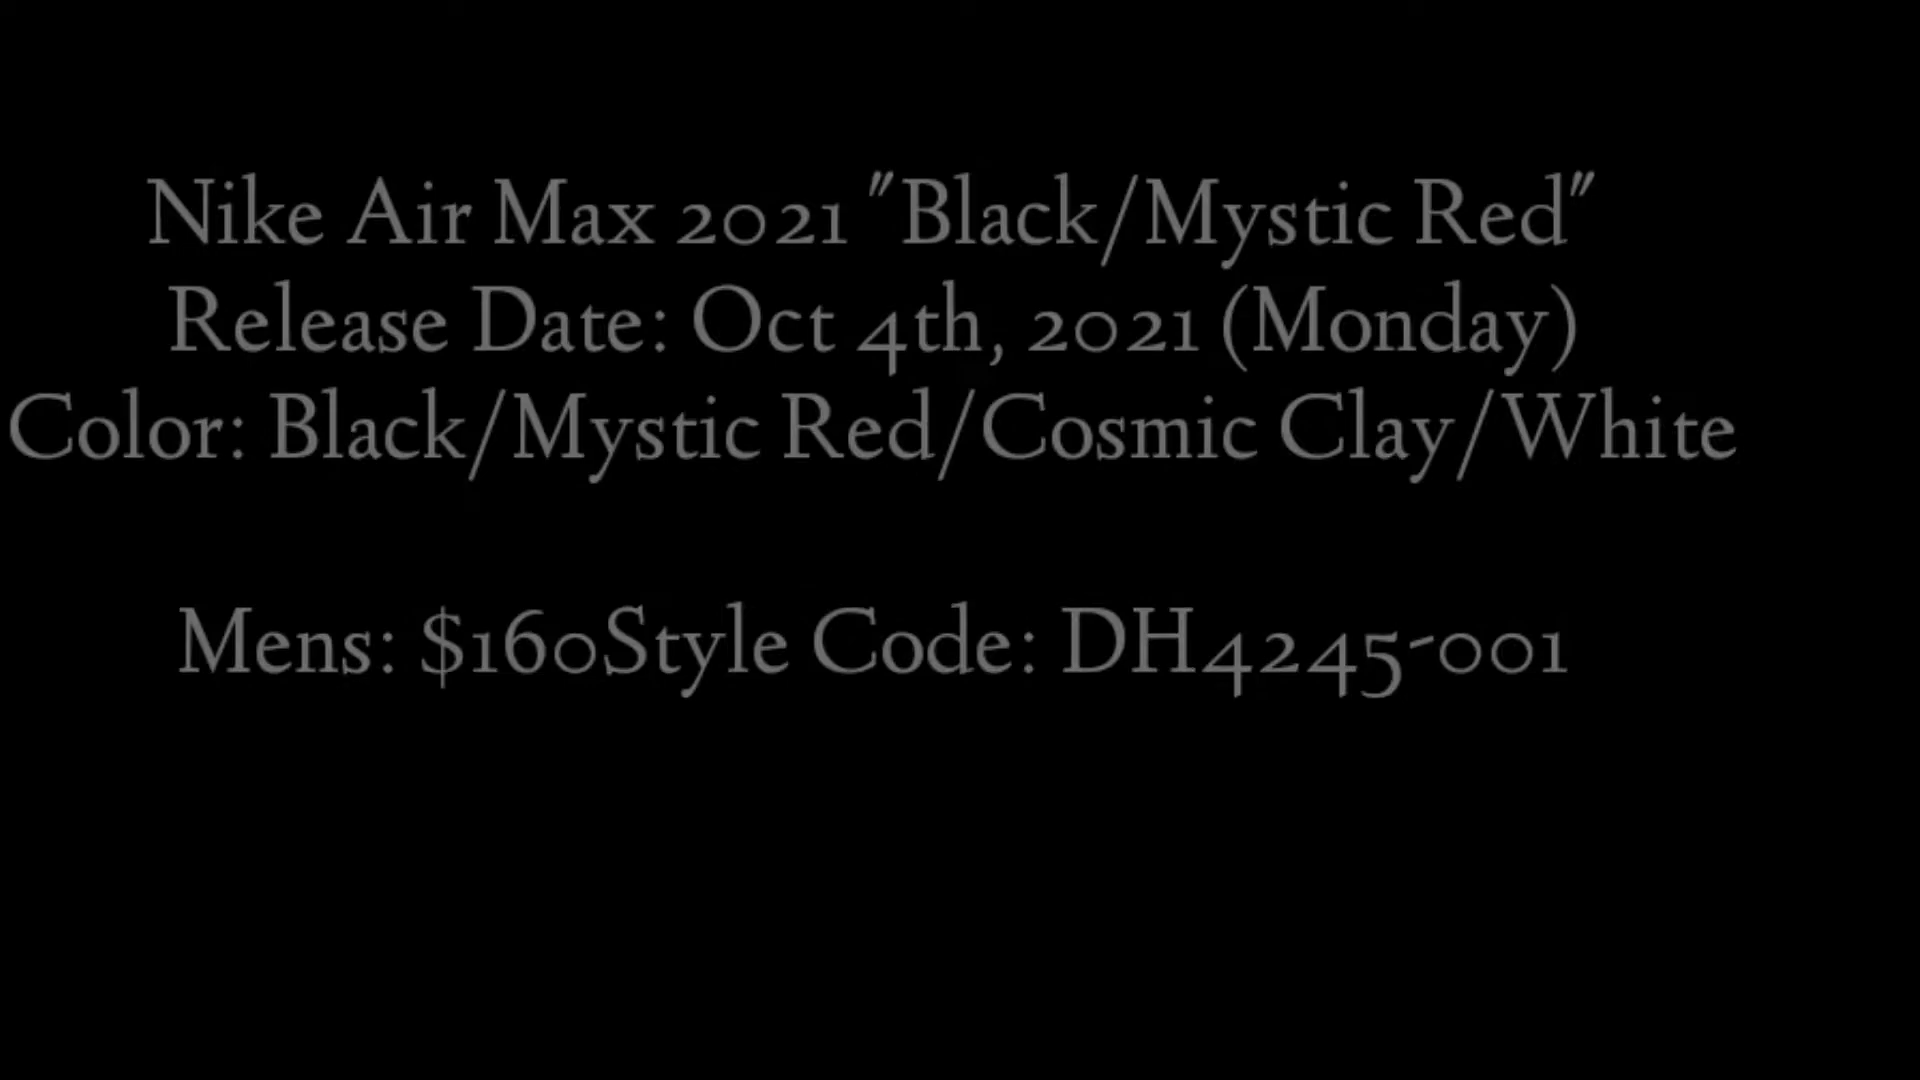 Nike Air Max 2021 "Black/Mystic Red"
Release Date: Oct 4th, 2021 (Monday)
Color: Black/Mystic Red/Cosmic Clay/White
Mens: $160Style Code: DH4245-001